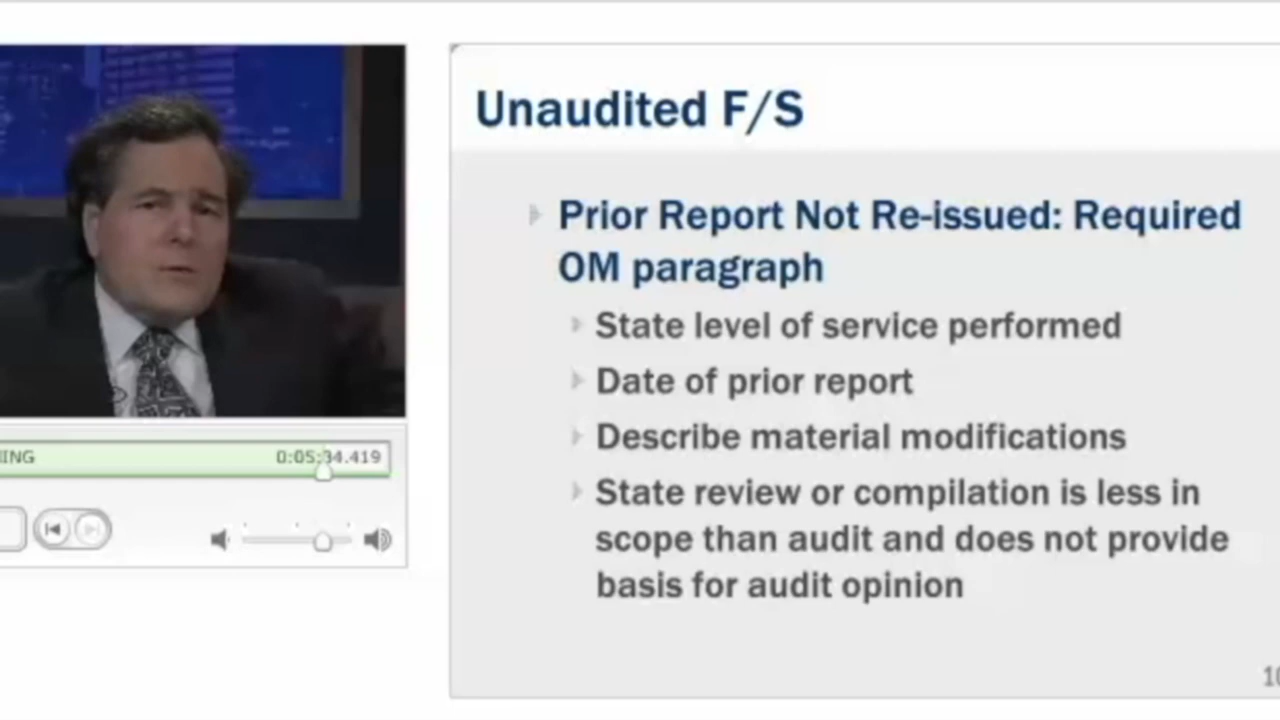 Unaudited F/S
Prior Report Not Re-issued: Required
OM paragraph
State level of service performed
Date of prior report
Describe material modifications
State review or compilation is less in
scope than audit and does not provide
basis for audit opinion
ING 0:05:34.419
10